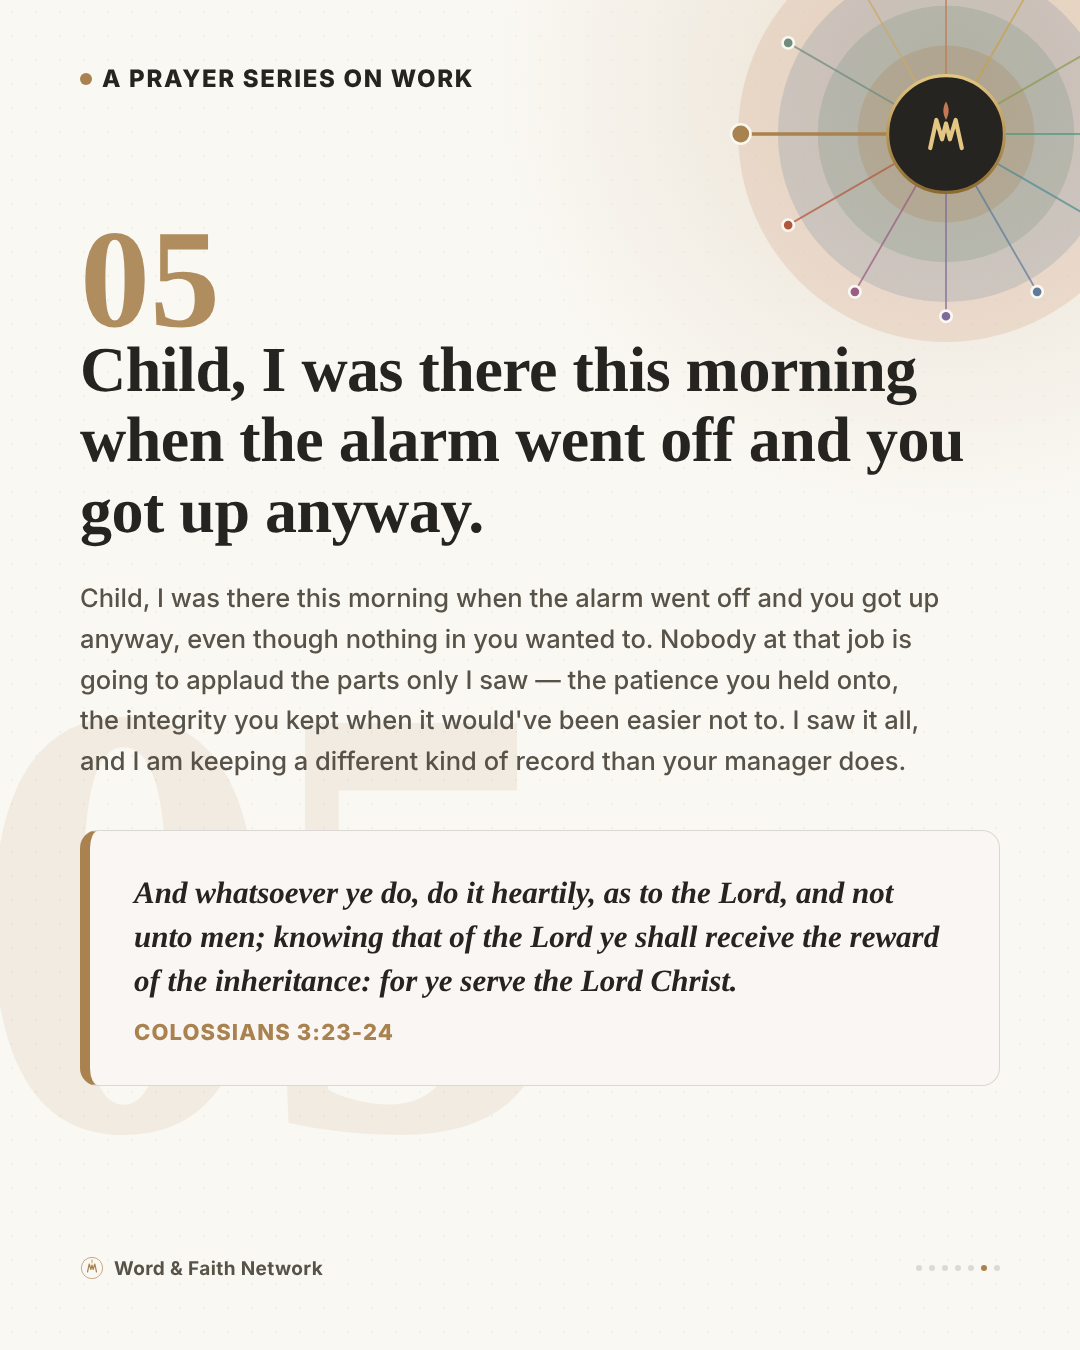 A PRAYER SERIES ON WORK
05
Child, I was there this morning
when the alarm went off and you
got up anyway.
Child, I was there this morning when the alarm went off and you got up
anyway, even though nothing in you wanted to. Nobody at that job is
going to applaud the parts only I saw — the patience you held onto,
the integrity you kept when it would've been easier not to. I saw it all,
and I am keeping a different kind of record than your manager does.
05
And whatsoever ye do, do it heartily, as to the Lord, and not
unto men; knowing that of the Lord ye shall receive the reward
of the inheritance: for ye serve the Lord Christ.
COLOSSIANS 3:23-24
Word & Faith Network